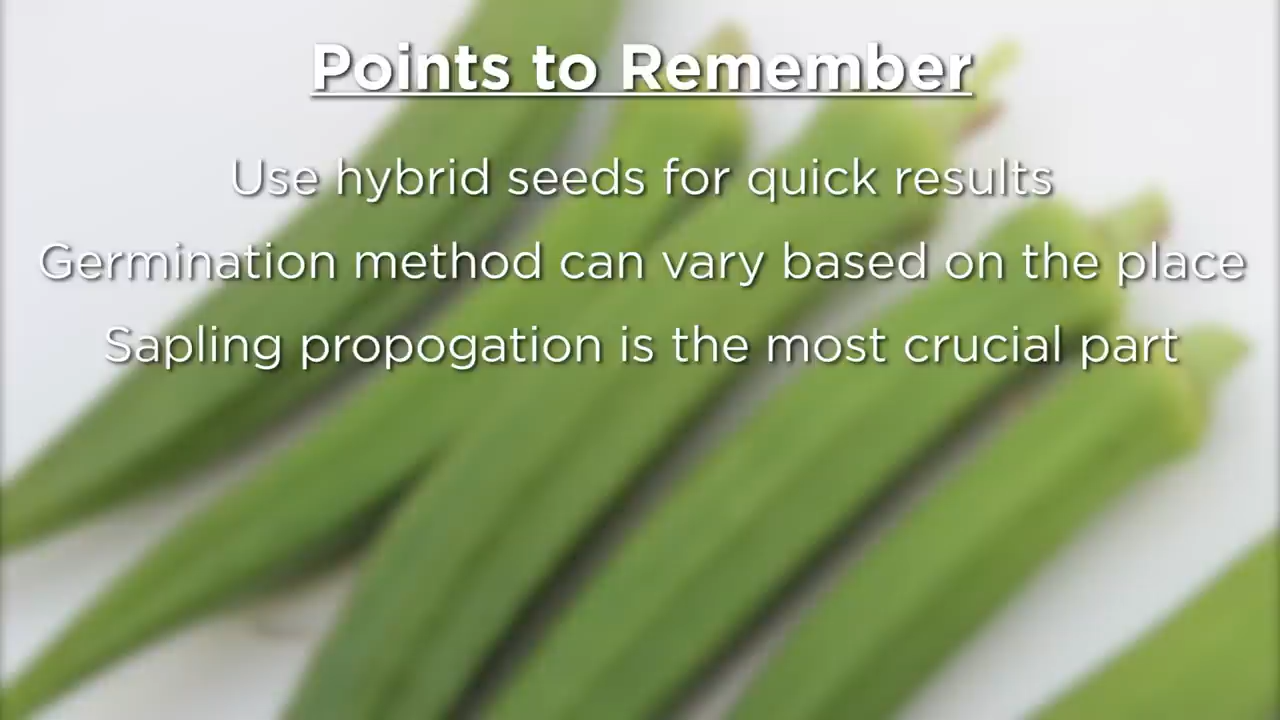 Points to Remember
Use hybrid seeds for quick results
Germination method can vary based on the place
Sapling propogation is the most crucial part